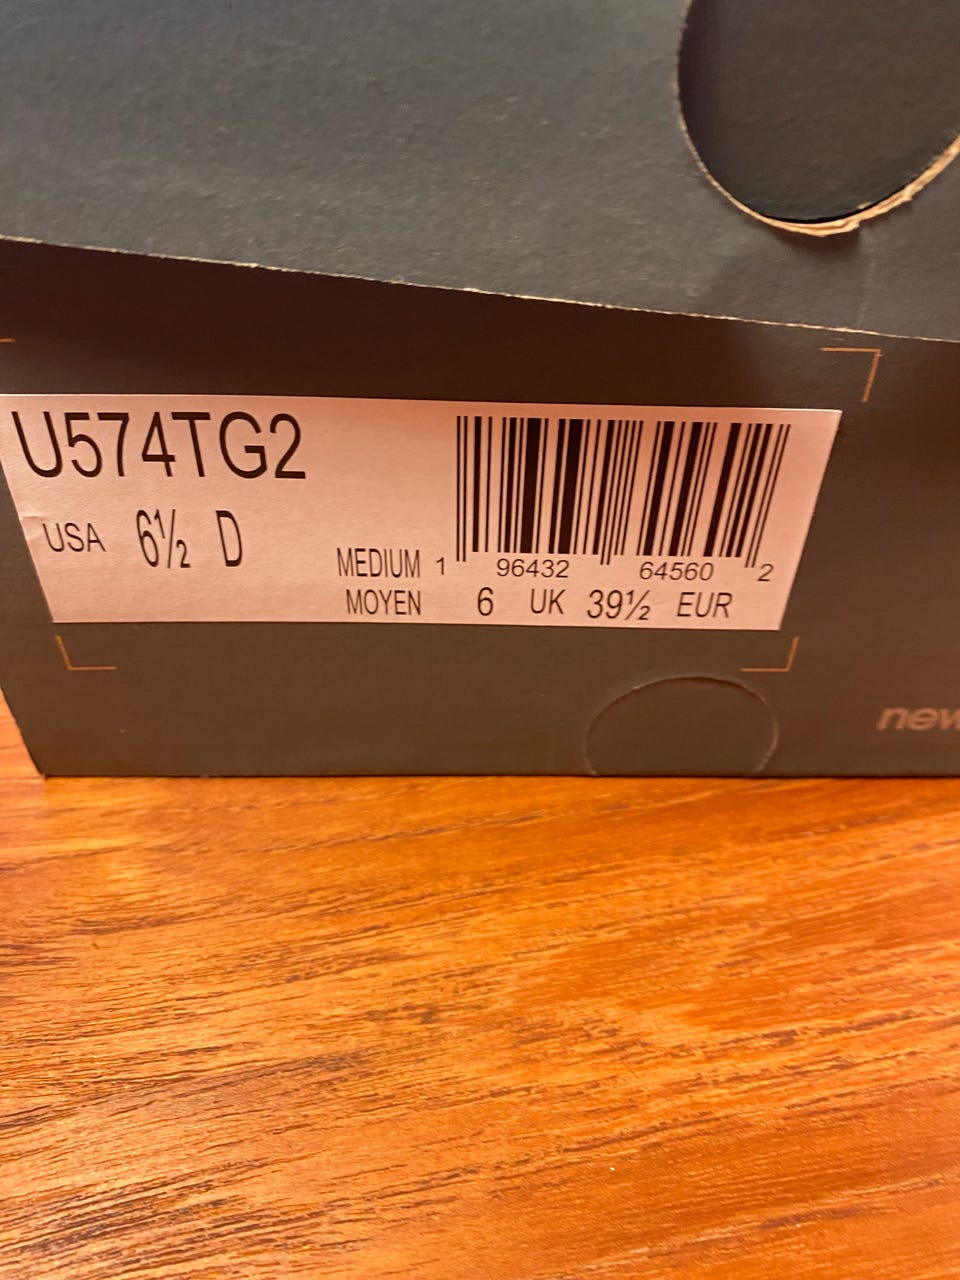 U574TG2
USA 6½ D
MEDIUM
MOYEN
1 96432 64560 2
6 UK 39½ EUR
new